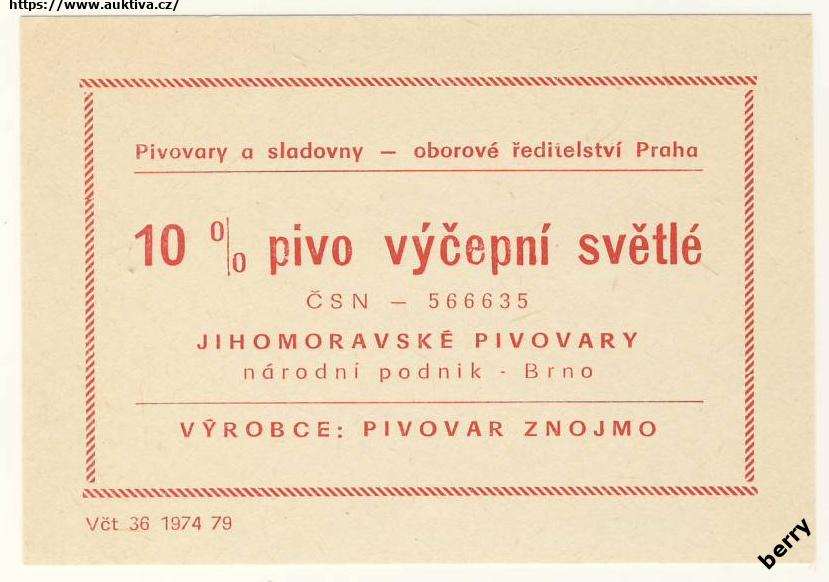 https://www.auktiva.cz/
Pivovary a sladovny — oborové ředitelství Praha
10 % pivo výčepní světlé
ČSN — 566635
JIHOMORAVSKÉ PIVOVARY
národní podnik - Brno
VÝROBCE: PIVOVAR ZNOJMO
Včt 36 1974 79
berry